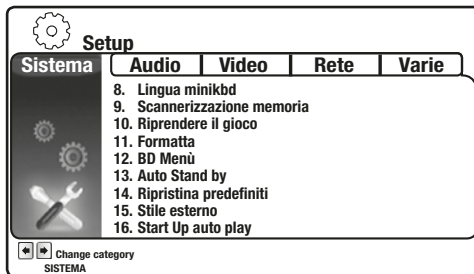 Setup
Sistema Audio Video Rete Varie
8. Lingua minikbd
9. Scannerizzazione memoria
10. Riprendere il gioco
11. Formatta
12. BD Menù
13. Auto Stand by
14. Ripristina predefiniti
15. Stile esterno
16. Start Up auto play
Change category
SISTEMA